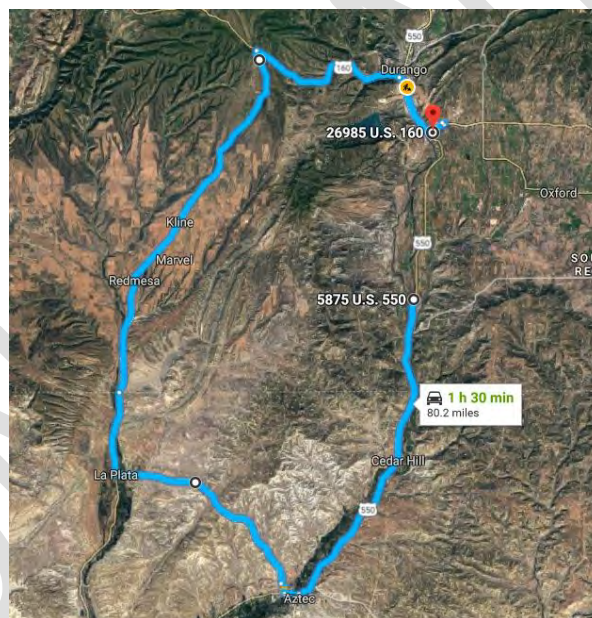 550
Durango
160
26985 U.S. 160
Oxford
Kline
550
Marvel
SOU
RE
Redmesa
5875 U.S. 550
1 h 30 min
80.2 miles
La Plata
Cedar Hill
550
Aztec